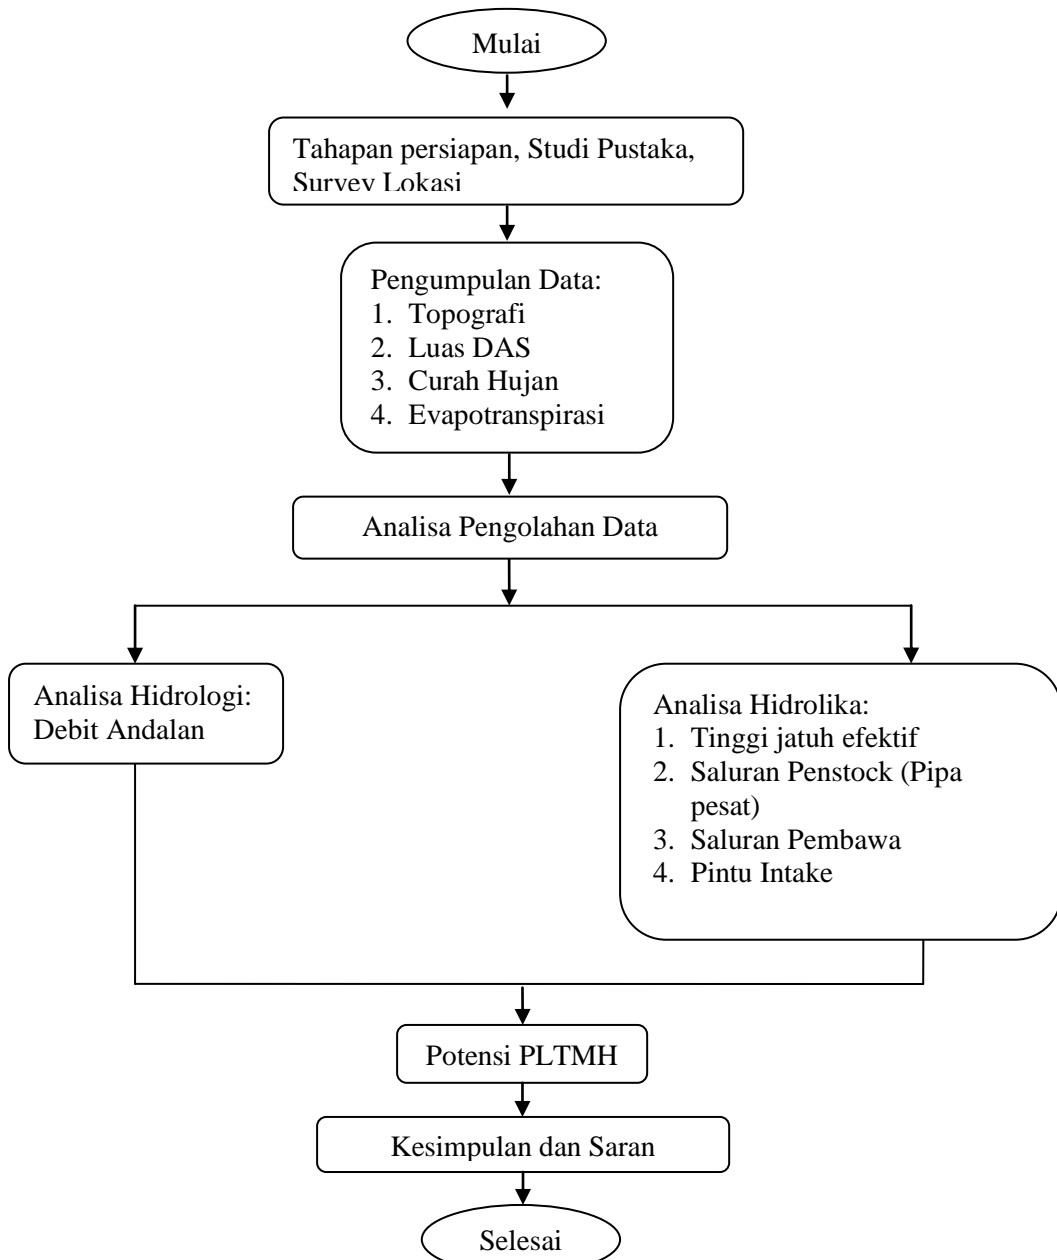 Mulai
Tahapan persiapan, Studi Pustaka,
Survey Lokasi
Pengumpulan Data:
1. Topografi
2. Luas DAS
3. Curah Hujan
4. Evapotranspirasi
Analisa Pengolahan Data
Analisa Hidrologi:
Debit Andalan
Analisa Hidrolika:
1. Tinggi jatuh efektif
2. Saluran Penstock (Pipa
pesat)
3. Saluran Pembawa
4. Pintu Intake
Potensi PLTMH
Kesimpulan dan Saran
Selesai